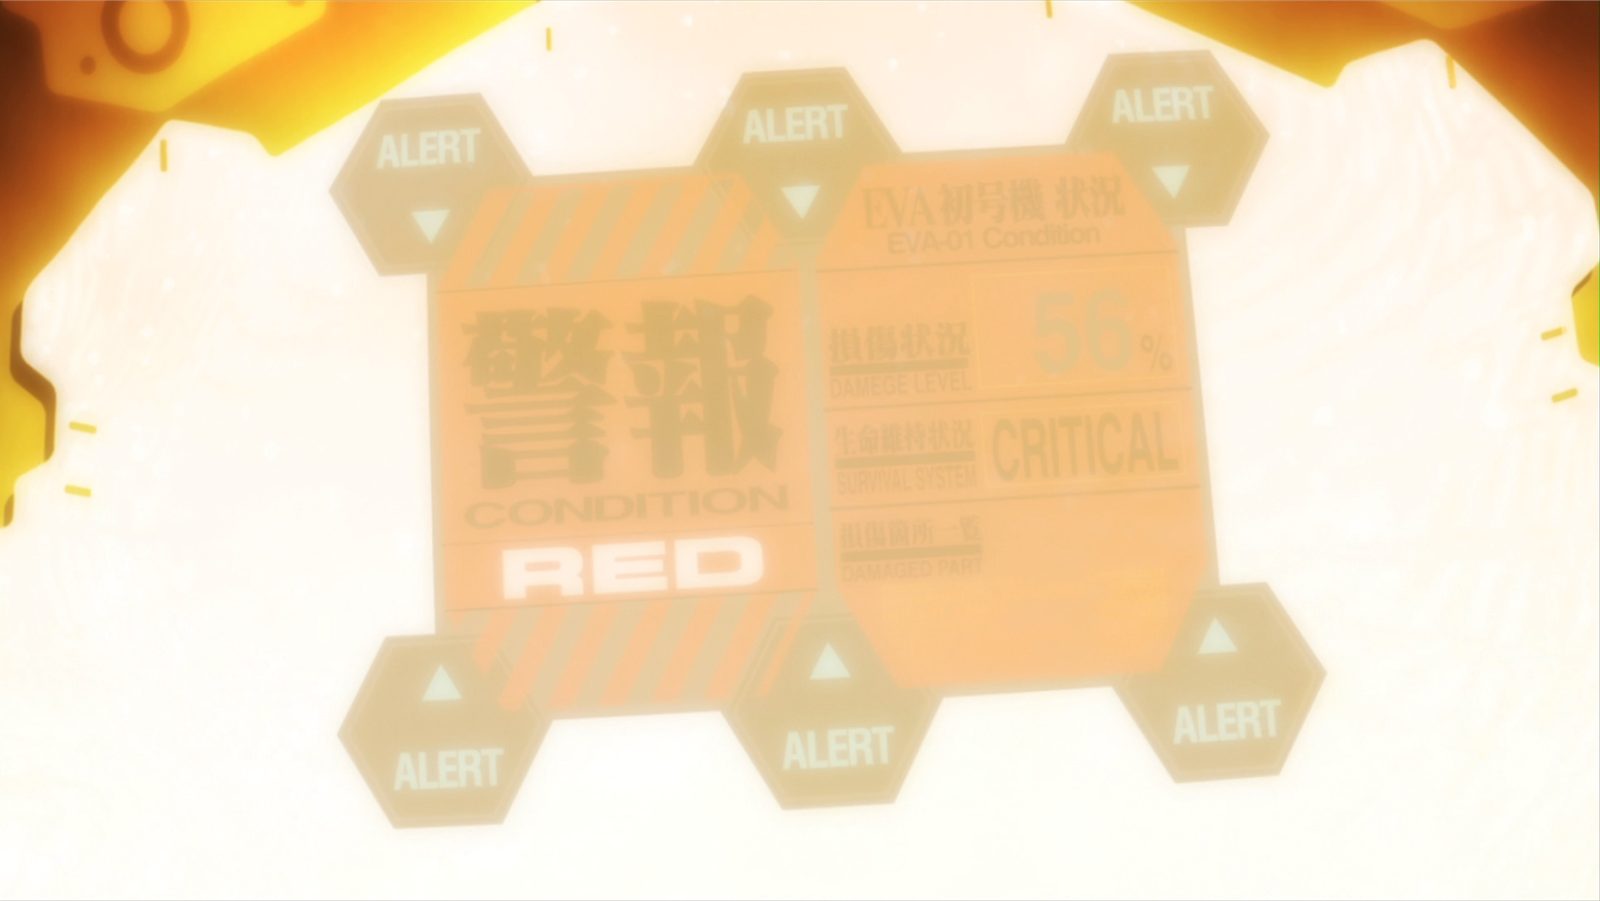 ALERT
ALERT
ALERT
警報
CONDITION
RED
EVA初号機 状況
EVA-01 Condition
損傷状況
DAMEGE LEVEL
56%
生命維持状況
SURVIVAL SYSTEM
CRITICAL
損傷箇所一覧
DAMAGED PART
ALERT
ALERT
ALERT